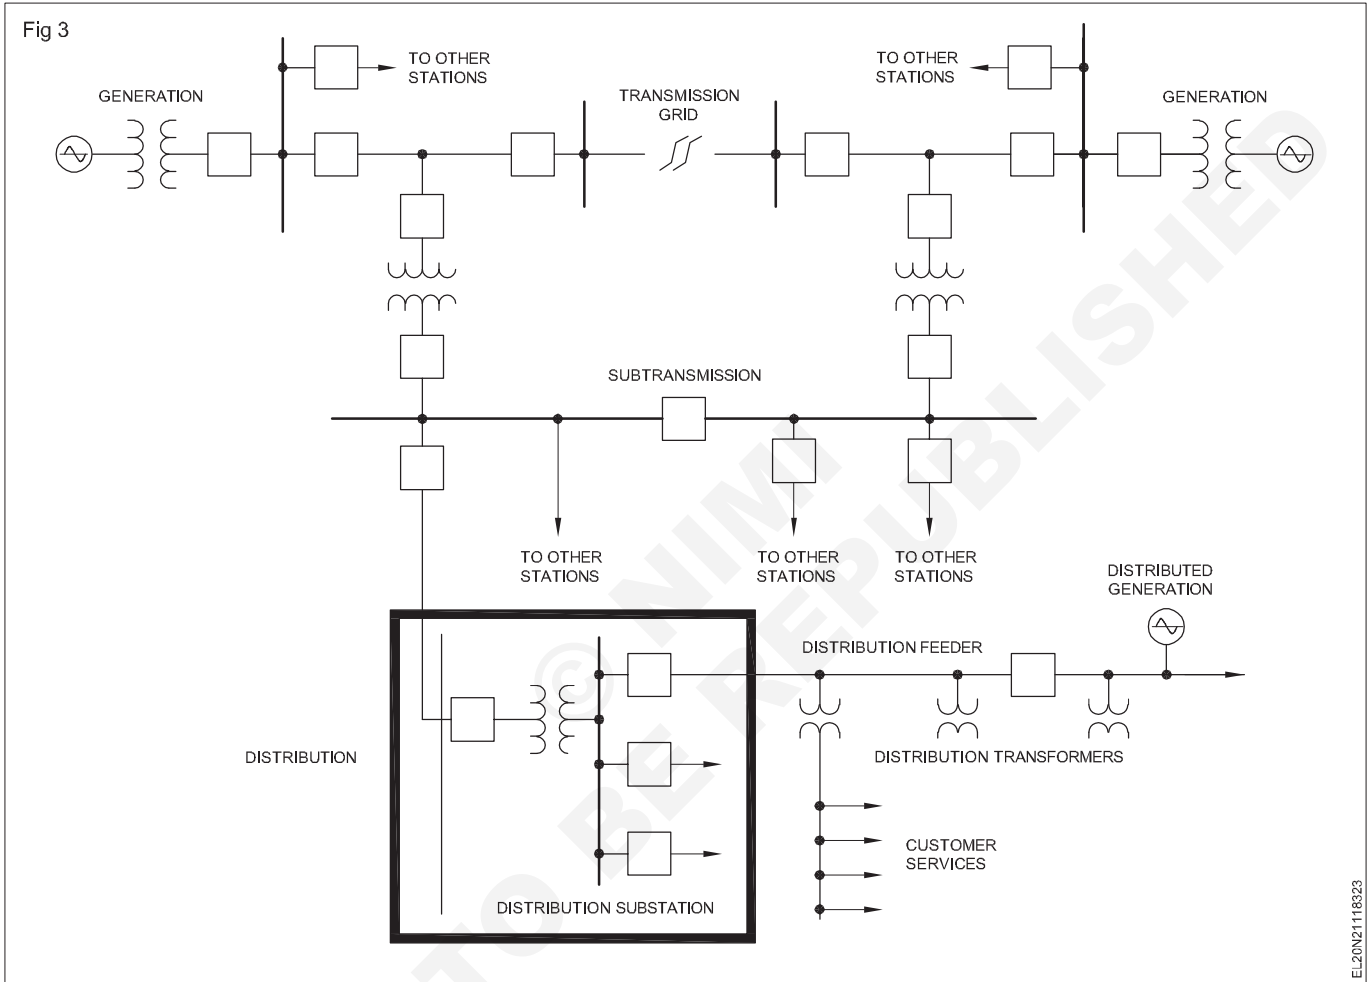 Fig 3
TO OTHER
STATIONS
TO OTHER
STATIONS
GENERATION
TRANSMISSION
GRID
GENERATION
SUBTRANSMISSION
TO OTHER
STATIONS
TO OTHER
STATIONS
TO OTHER
STATIONS
DISTRIBUTED
GENERATION
DISTRIBUTION FEEDER
DISTRIBUTION
DISTRIBUTION TRANSFORMERS
CUSTOMER
SERVICES
DISTRIBUTION SUBSTATION
EL20N21118323
© NIMI
TO BE REPUBLISHED